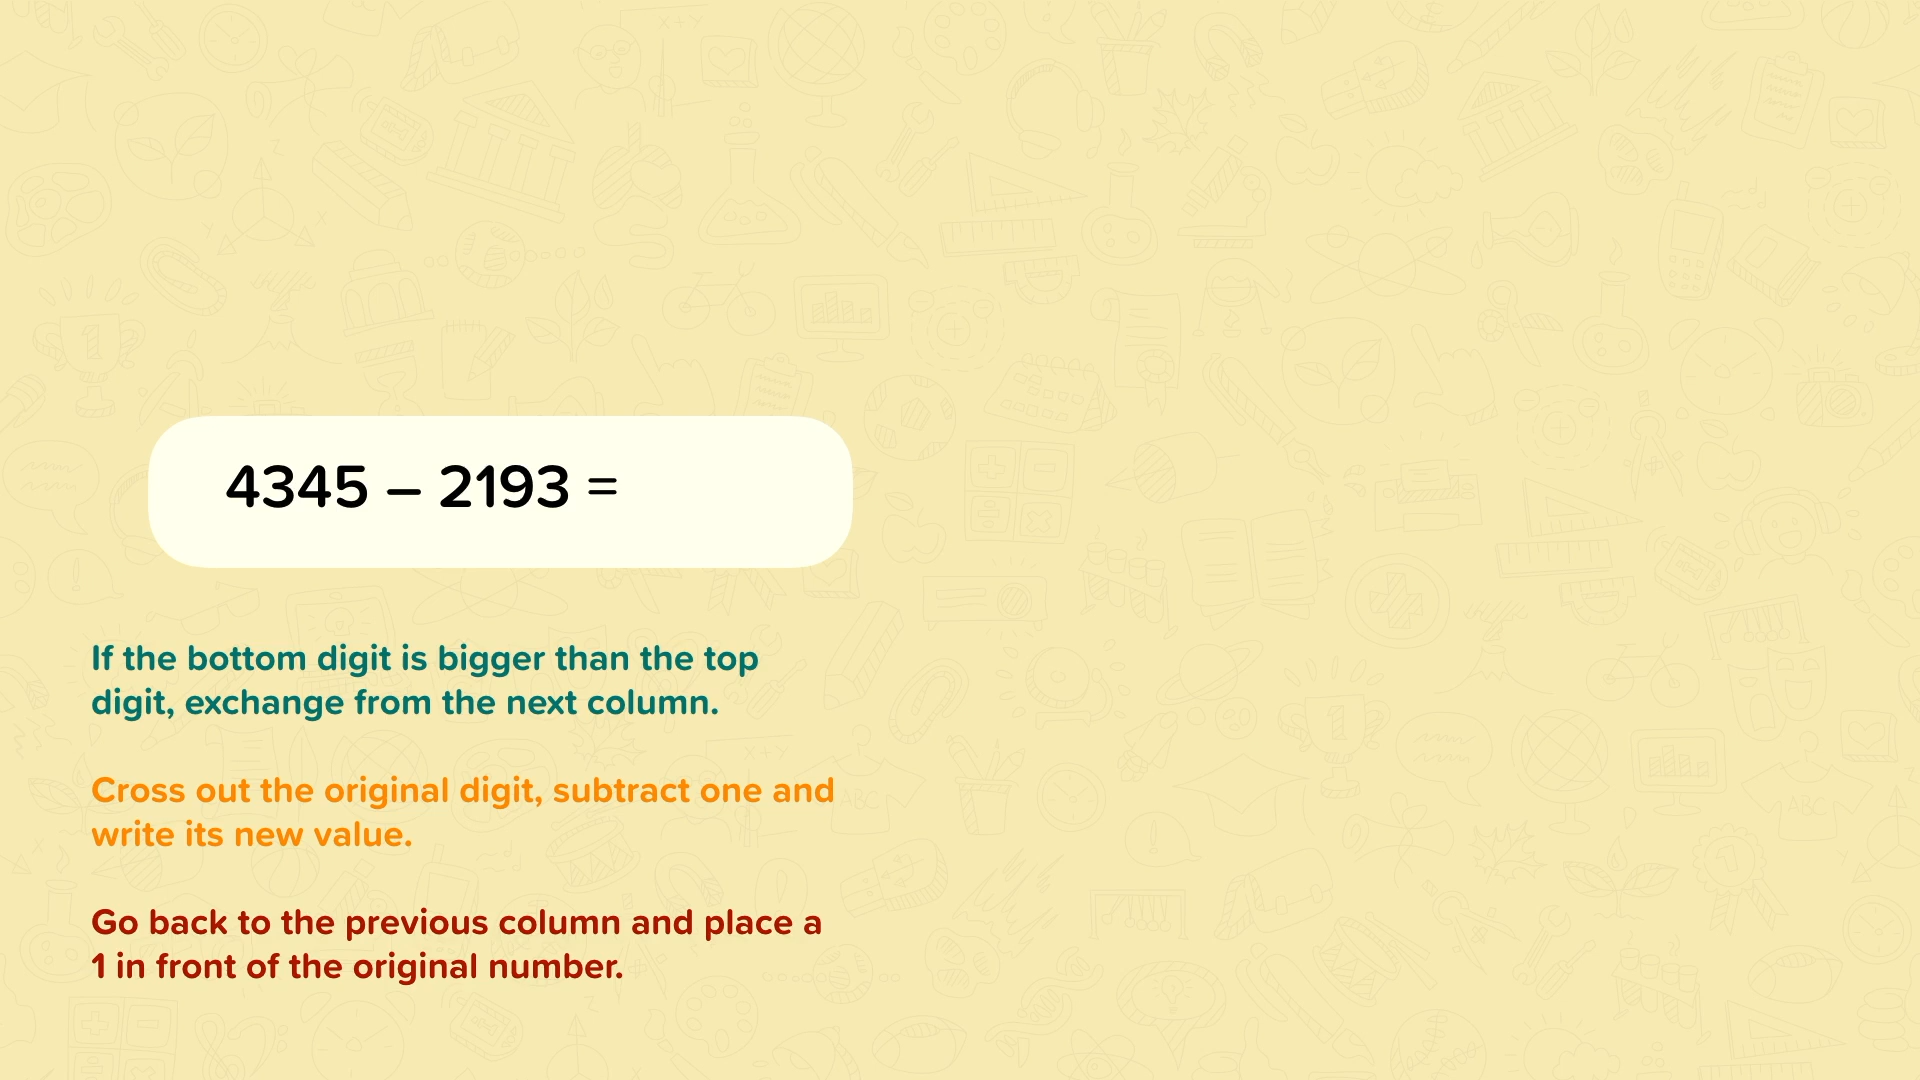 4345 – 2193 =
If the bottom digit is bigger than the top
digit, exchange from the next column.
Cross out the original digit, subtract one and
write its new value.
Go back to the previous column and place a
1 in front of the original number.